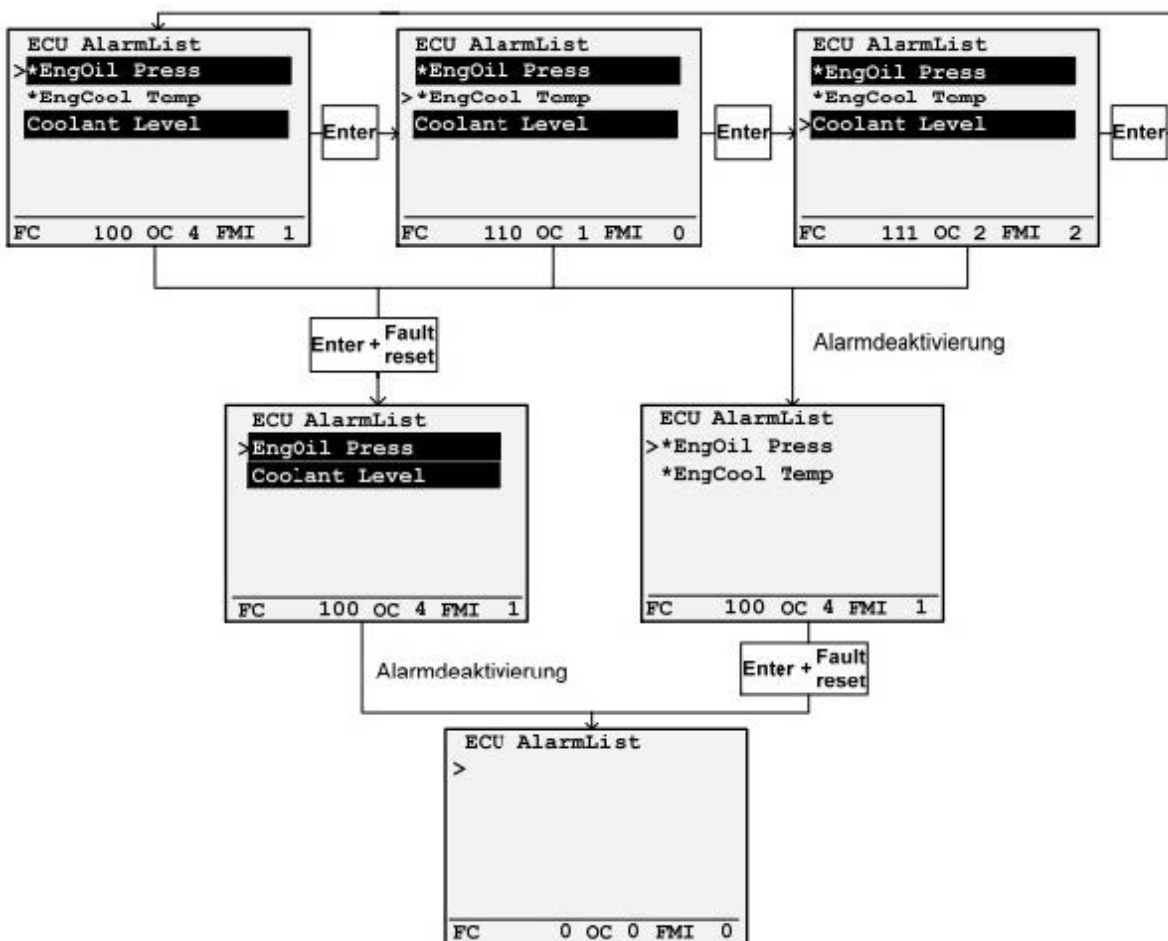 ECU AlarmList
>*EngOil Press
*EngCool Temp
Coolant Level
FC 100 OC 4 FMI 1
Enter
ECU AlarmList
*EngOil Press
>*EngCool Temp
Coolant Level
FC 110 OC 1 FMI 0
Enter
ECU AlarmList
*EngOil Press
*EngCool Temp
>Coolant Level
FC 111 OC 2 FMI 2
Enter
Enter + Fault
reset
Alarmdeaktivierung
ECU AlarmList
>EngOil Press
Coolant Level
FC 100 OC 4 FMI 1
ECU AlarmList
>*EngOil Press
*EngCool Temp
FC 100 OC 4 FMI 1
Alarmdeaktivierung
Enter + Fault
reset
ECU AlarmList
>
FC 0 OC 0 FMI 0